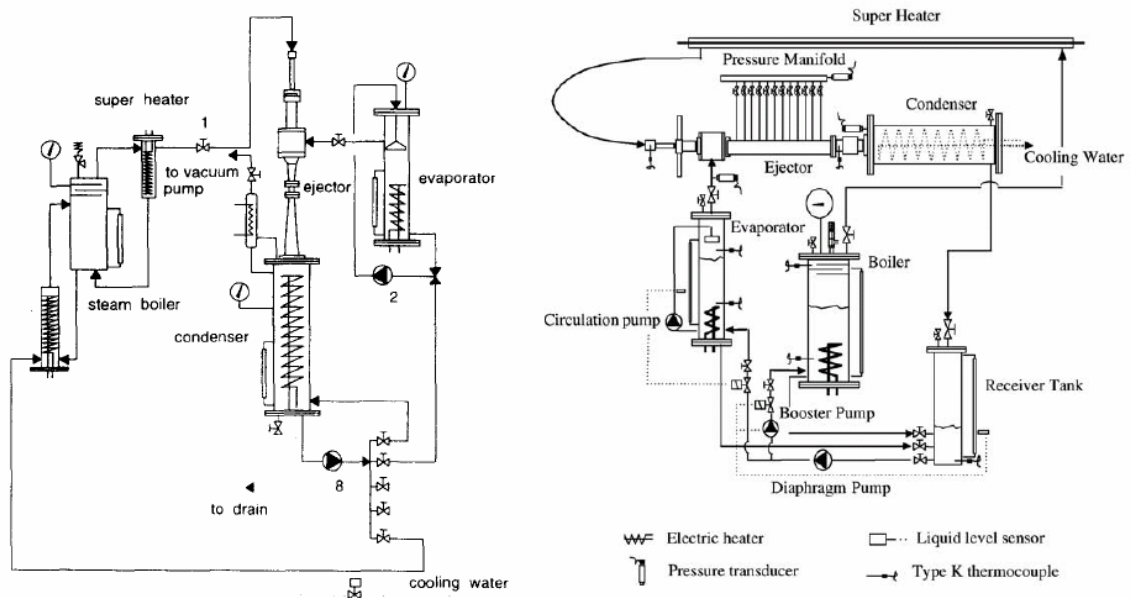 super heater
1
to vacuum
pump
ejector
evaporator
steam boiler
2
condenser
8
to drain
cooling water
Super Heater
Pressure Manifold
Condenser
Ejector
Cooling Water
Evaporator
Boiler
Circulation pump
Booster Pump
Receiver Tank
Diaphragm Pump
Electric heater
Liquid level sensor
Pressure transducer
Type K thermocouple